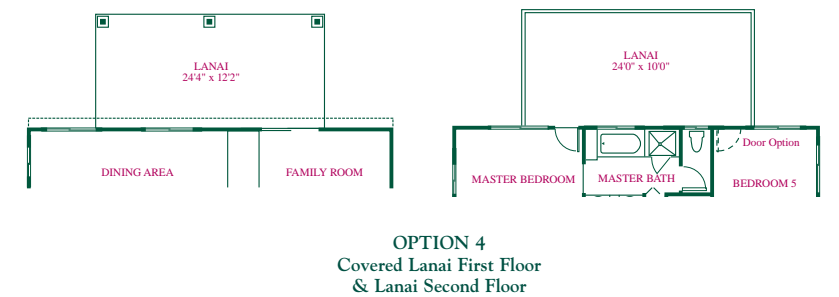 LANAI
24'4" x 12'2"
DINING AREA
FAMILY ROOM
LANAI
24'0" x 10'0"
Door Option
MASTER BEDROOM
MASTER BATH
BEDROOM 5
OPTION 4
Covered Lanai First Floor
& Lanai Second Floor